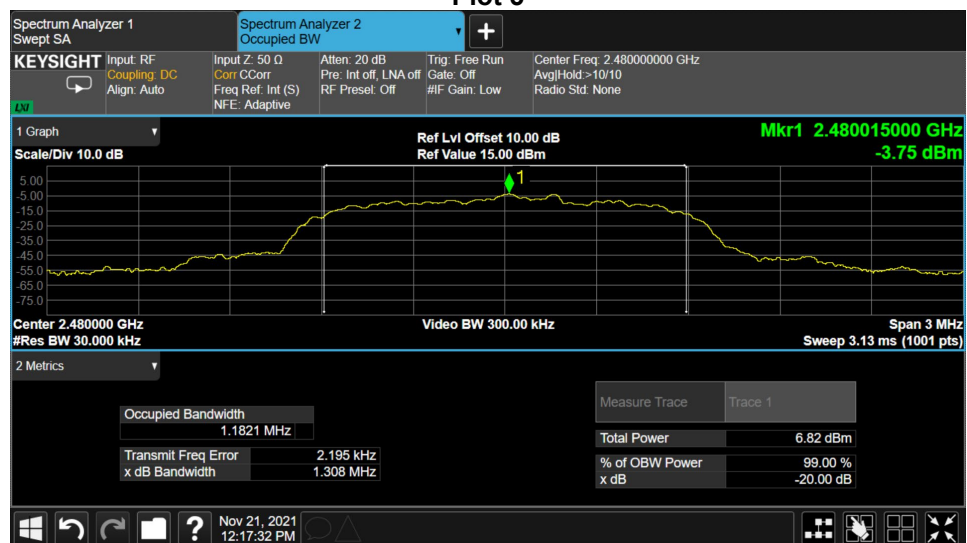 Spectrum Analyzer 1
Swept SA
Spectrum Analyzer 2
Occupied BW
KEYSIGHT
LXI
Input: RF
Coupling: DC
Align: Auto
Input Z: 50 Ω
Corr CCorr
Freq Ref: Int (S)
NFE: Adaptive
Atten: 20 dB
Pre: Int off, LNA off
RF Presel: Off
Trig: Free Run
Gate: Off
#IF Gain: Low
Center Freq: 2.480000000 GHz
Avg|Hold:>10/10
Radio Std: None
1 Graph
Scale/Div 10.0 dB
Ref Lvl Offset 10.00 dB
Ref Value 15.00 dBm
Mkr1 2.480015000 GHz
-3.75 dBm
1
5.00
-5.00
-15.0
-25.0
-35.0
-45.0
-55.0
-65.0
-75.0
Center 2.480000 GHz
#Res BW 30.000 kHz
Video BW 300.00 kHz
Span 3 MHz
Sweep 3.13 ms (1001 pts)
2 Metrics
Occupied Bandwidth
1.1821 MHz
Transmit Freq Error 2.195 kHz
x dB Bandwidth 1.308 MHz
Measure Trace Trace 1
Total Power 6.82 dBm
% of OBW Power 99.00 %
x dB -20.00 dB
?
Nov 21, 2021
12:17:32 PM